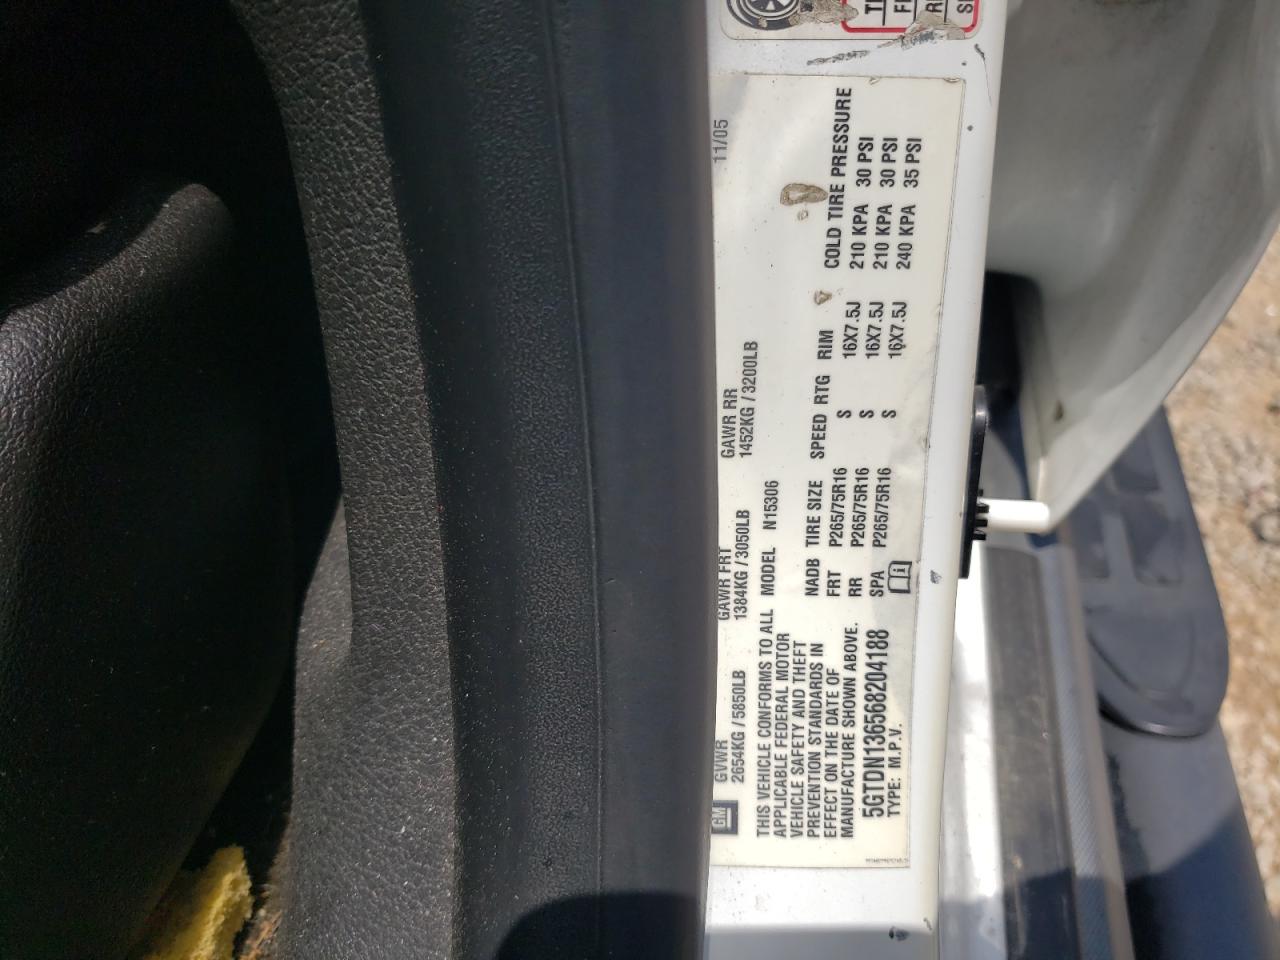 11/05
GM
GVWR GAWR FRT GAWR RR
2654KG / 5850LB 1384KG / 3050LB 1452KG / 3200LB
THIS VEHICLE CONFORMS TO ALL
APPLICABLE FEDERAL MOTOR
VEHICLE SAFETY AND THEFT
PREVENTION STANDARDS IN
EFFECT ON THE DATE OF
MANUFACTURE SHOWN ABOVE.
5GTDN136568204188
TYPE: M.P.V.
MODEL N15306
NADB TIRE SIZE SPEED RTG RIM COLD TIRE PRESSURE
FRT P265/75R16 S 16X7.5J 210 KPA 30 PSI
RR P265/75R16 S 16X7.5J 210 KPA 30 PSI
SPA P265/75R16 S 16X7.5J 240 KPA 35 PSI